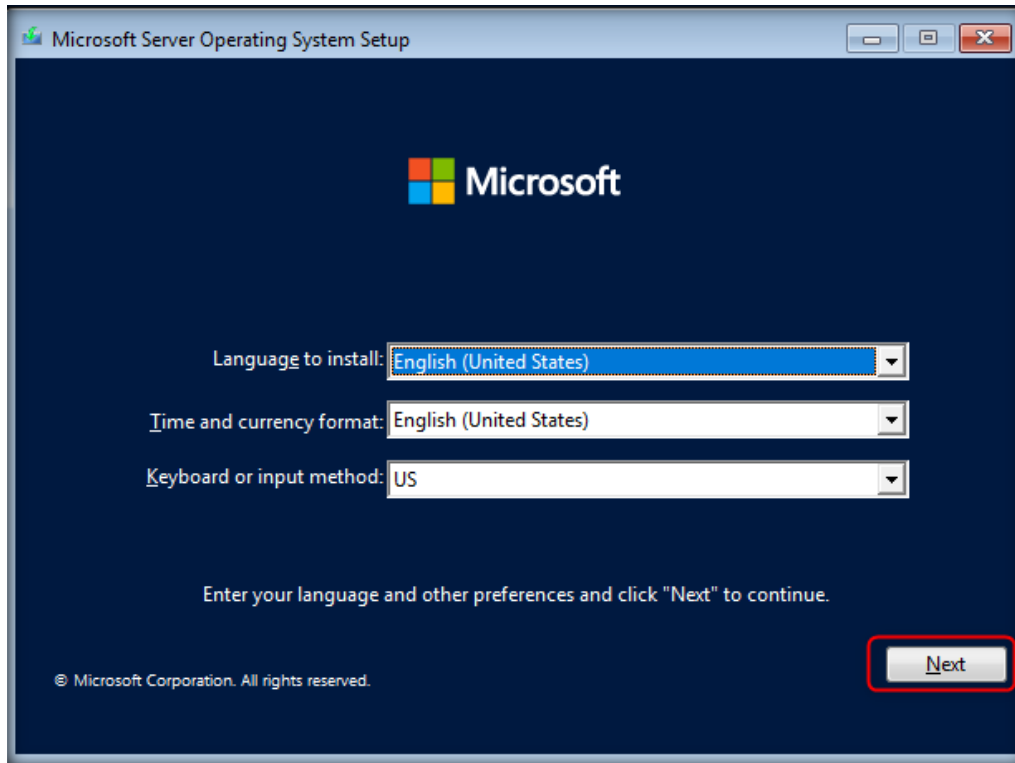 Microsoft Server Operating System Setup
Microsoft
Language to install: English (United States)
Time and currency format: English (United States)
Keyboard or input method: US
Enter your language and other preferences and click "Next" to continue.
Next
© Microsoft Corporation. All rights reserved.